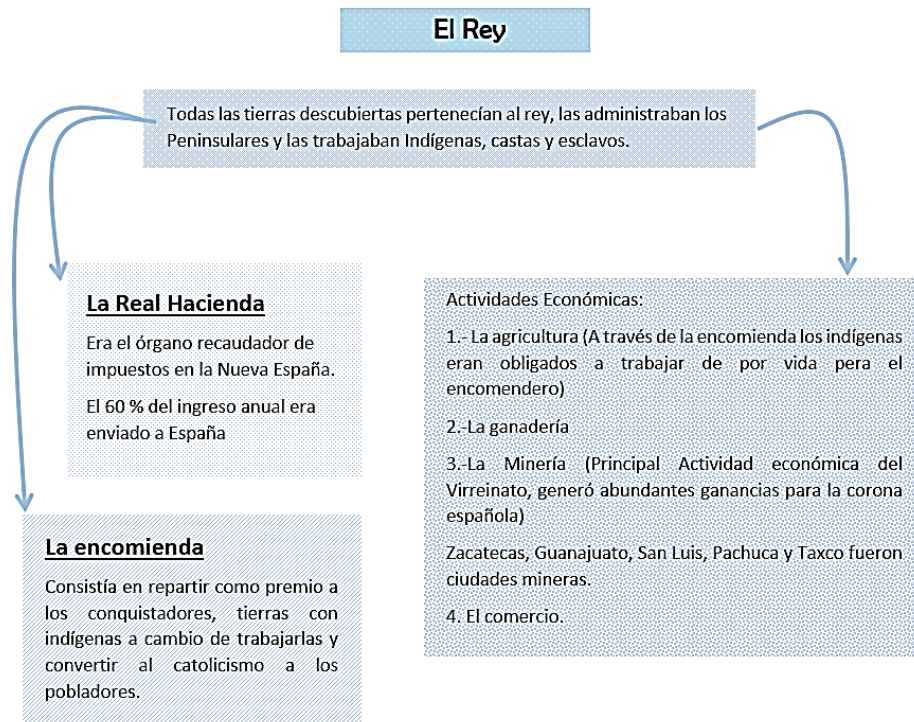 El Rey
Todas las tierras descubiertas pertenecían al rey, las administraban los
Peninsulares y las trabajaban Indígenas, castas y esclavos.
La Real Hacienda
Era el órgano recaudador de
impuestos en la Nueva España.
El 60 % del ingreso anual era
enviado a España
La encomienda
Consistía en repartir como premio a
los conquistadores, tierras con
indígenas a cambio de trabajarlas y
convertir al catolicismo a los
pobladores.
Actividades Económicas:
1.- La agricultura (A través de la encomienda los indígenas
eran obligados a trabajar de por vida pera el
encomendero)
2.-La ganadería
3.-La Minería (Principal Actividad económica del
Virreinato, generó abundantes ganancias para la corona
española)
Zacatecas, Guanajuato, San Luis, Pachuca y Taxco fueron
ciudades mineras.
4. El comercio.